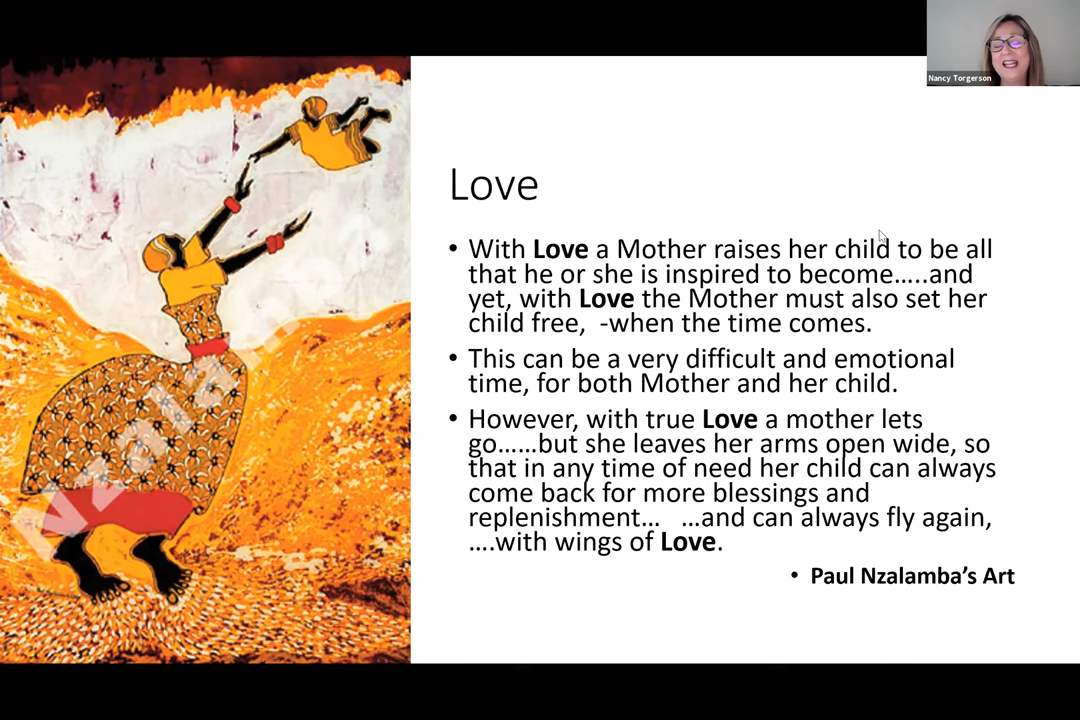 Nancy Torgerson
Love
• With Love a Mother raises her child to be all
that he or she is inspired to become…..and
yet, with Love the Mother must also set her
child free,  -when the time comes.
• This can be a very difficult and emotional
time, for both Mother and her child.
• However, with true Love a mother lets
go……but she leaves her arms open wide, so
that in any time of need her child can always
come back for more blessings and
replenishment…   …and can always fly again,
….with wings of Love.
• Paul Nzalamba’s Art